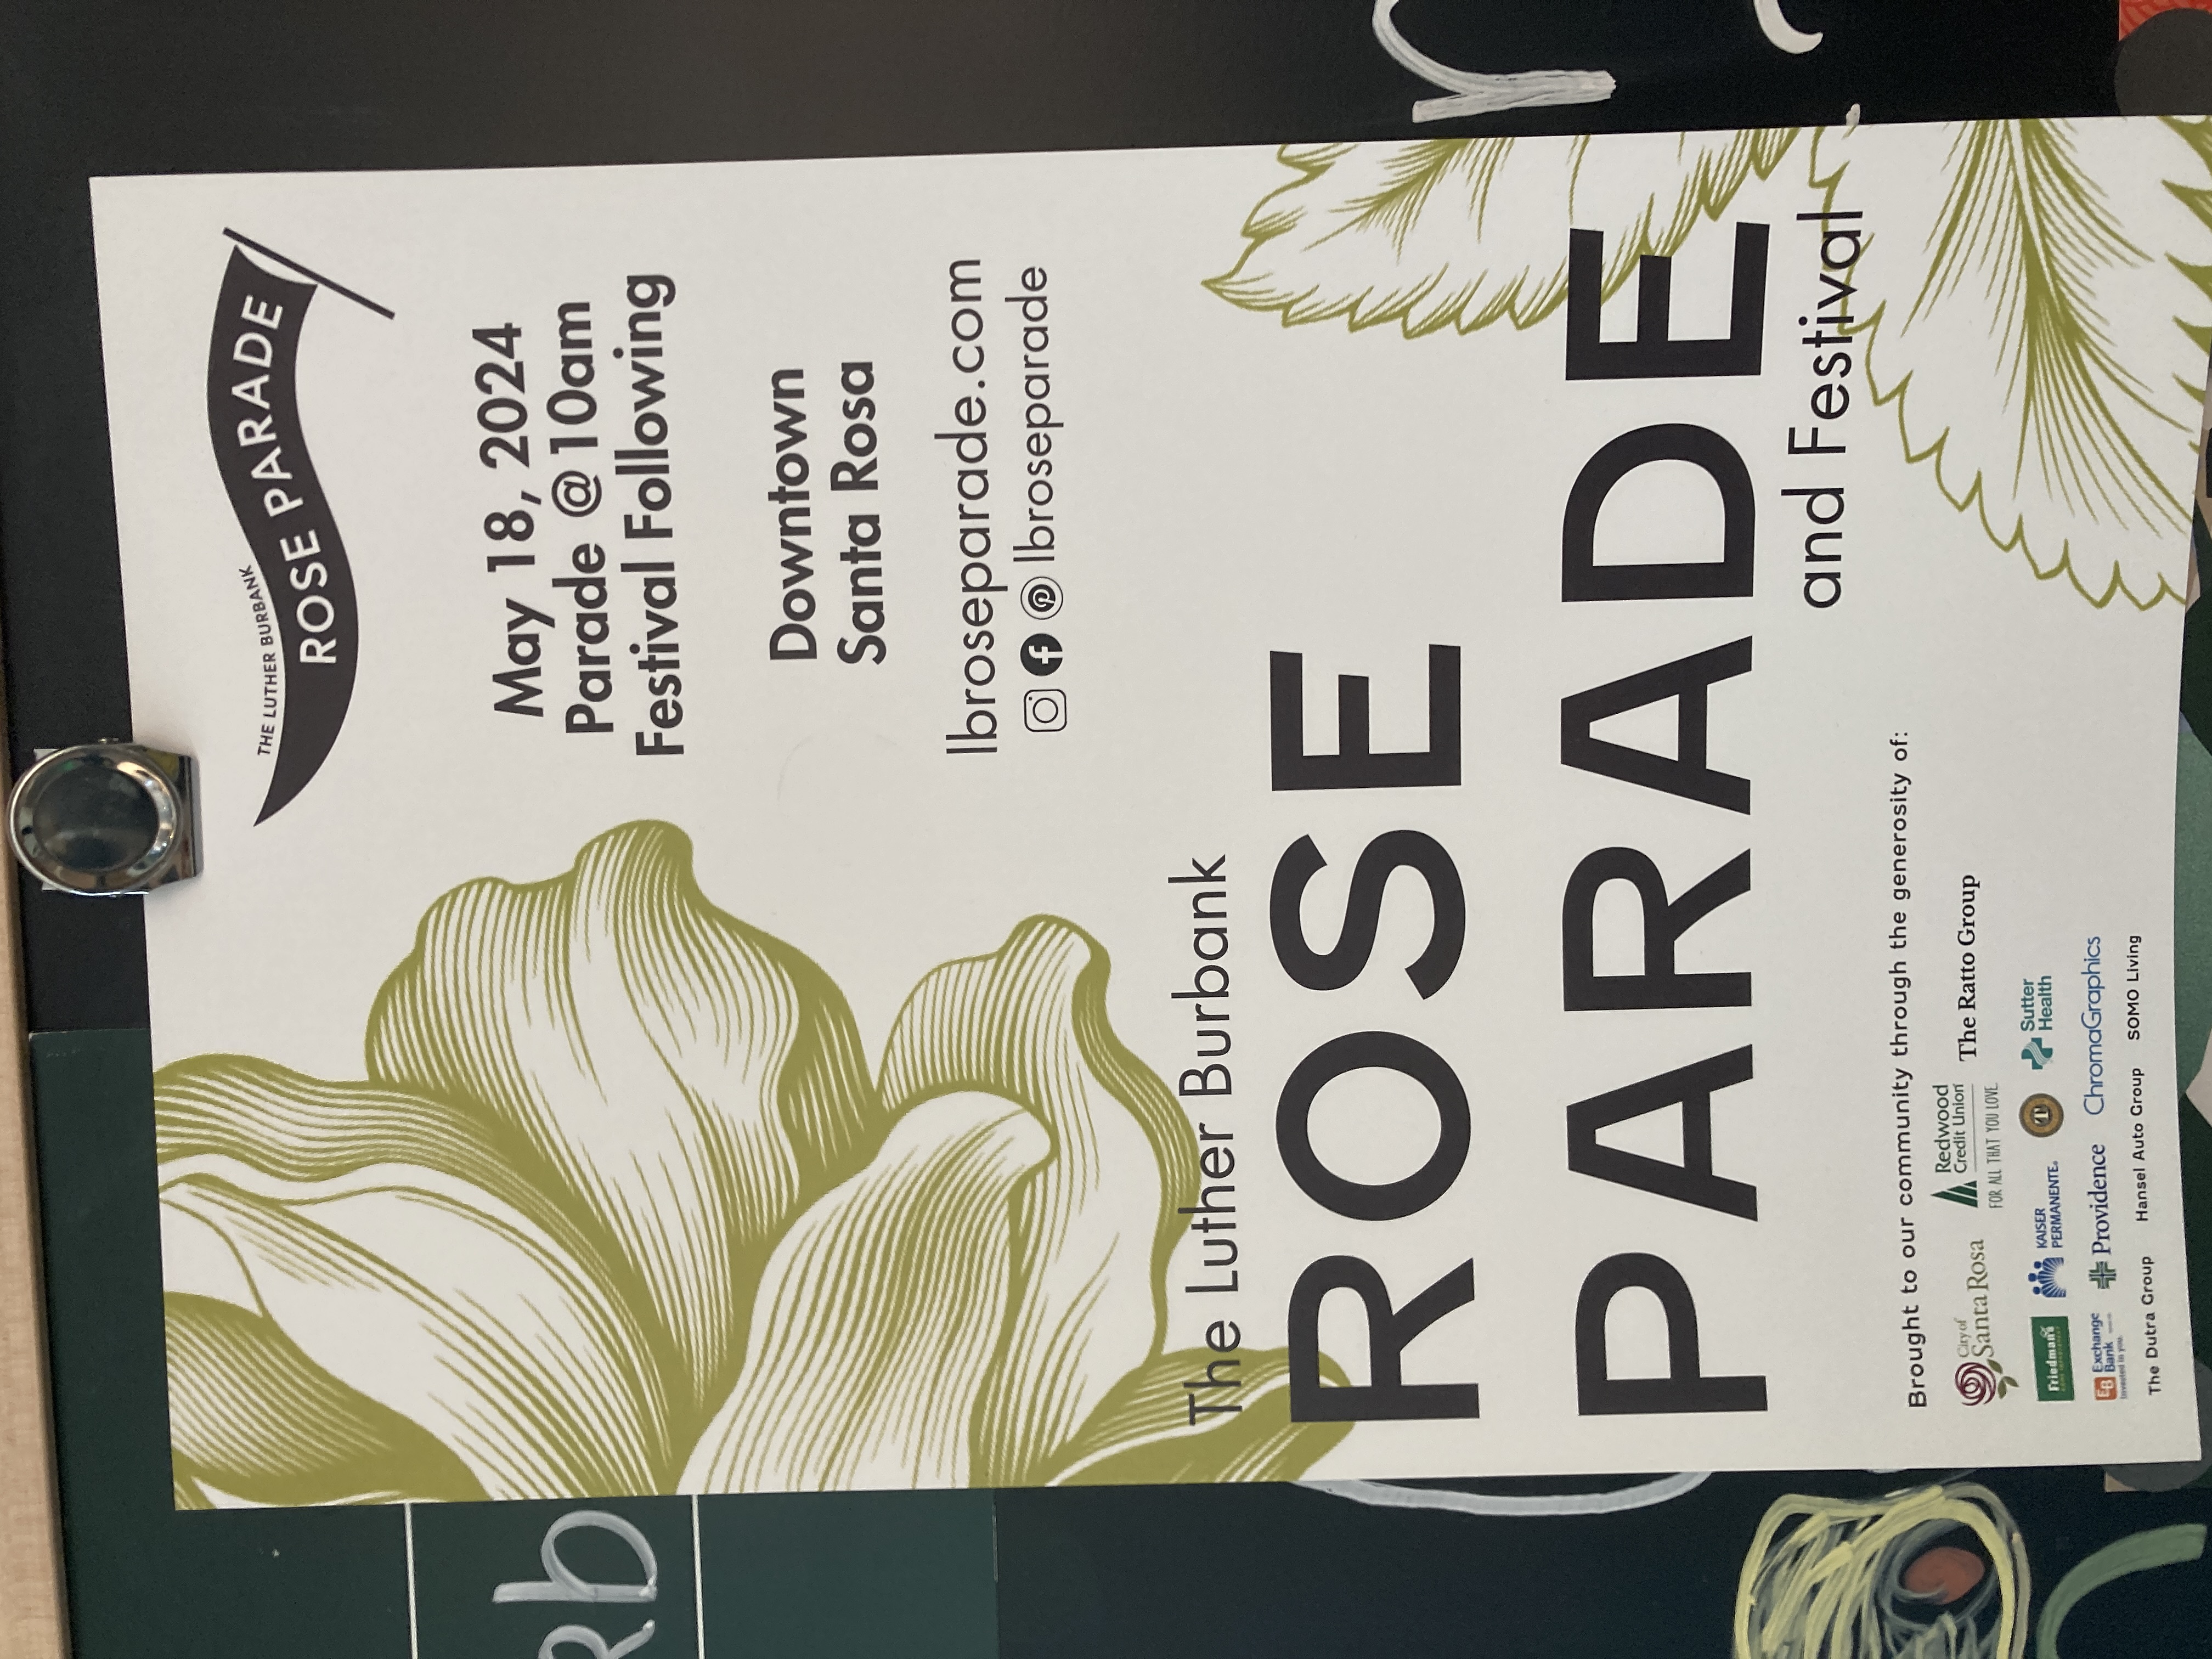 THE LUTHER BURBANK
ROSE PARADE
May 18, 2024
Parade @ 10am
Festival Following
Downtown
Santa Rosa
lbroseparade.com
lbroseparade
The Luther Burbank
ROSE
PARADE
and Festival
Brought to our community through the generosity of:
City of
Santa Rosa
Redwood
Credit Union
FOR ALL THAT YOU LOVE
The Ratto Group
Friedman's
KAISER
PERMANENTE®
Sutter
Health
EB
Exchange
Bank
Invested in you.
Providence
ChromaGraphics
The Dutra Group
Hansel Auto Group
SOMO Living